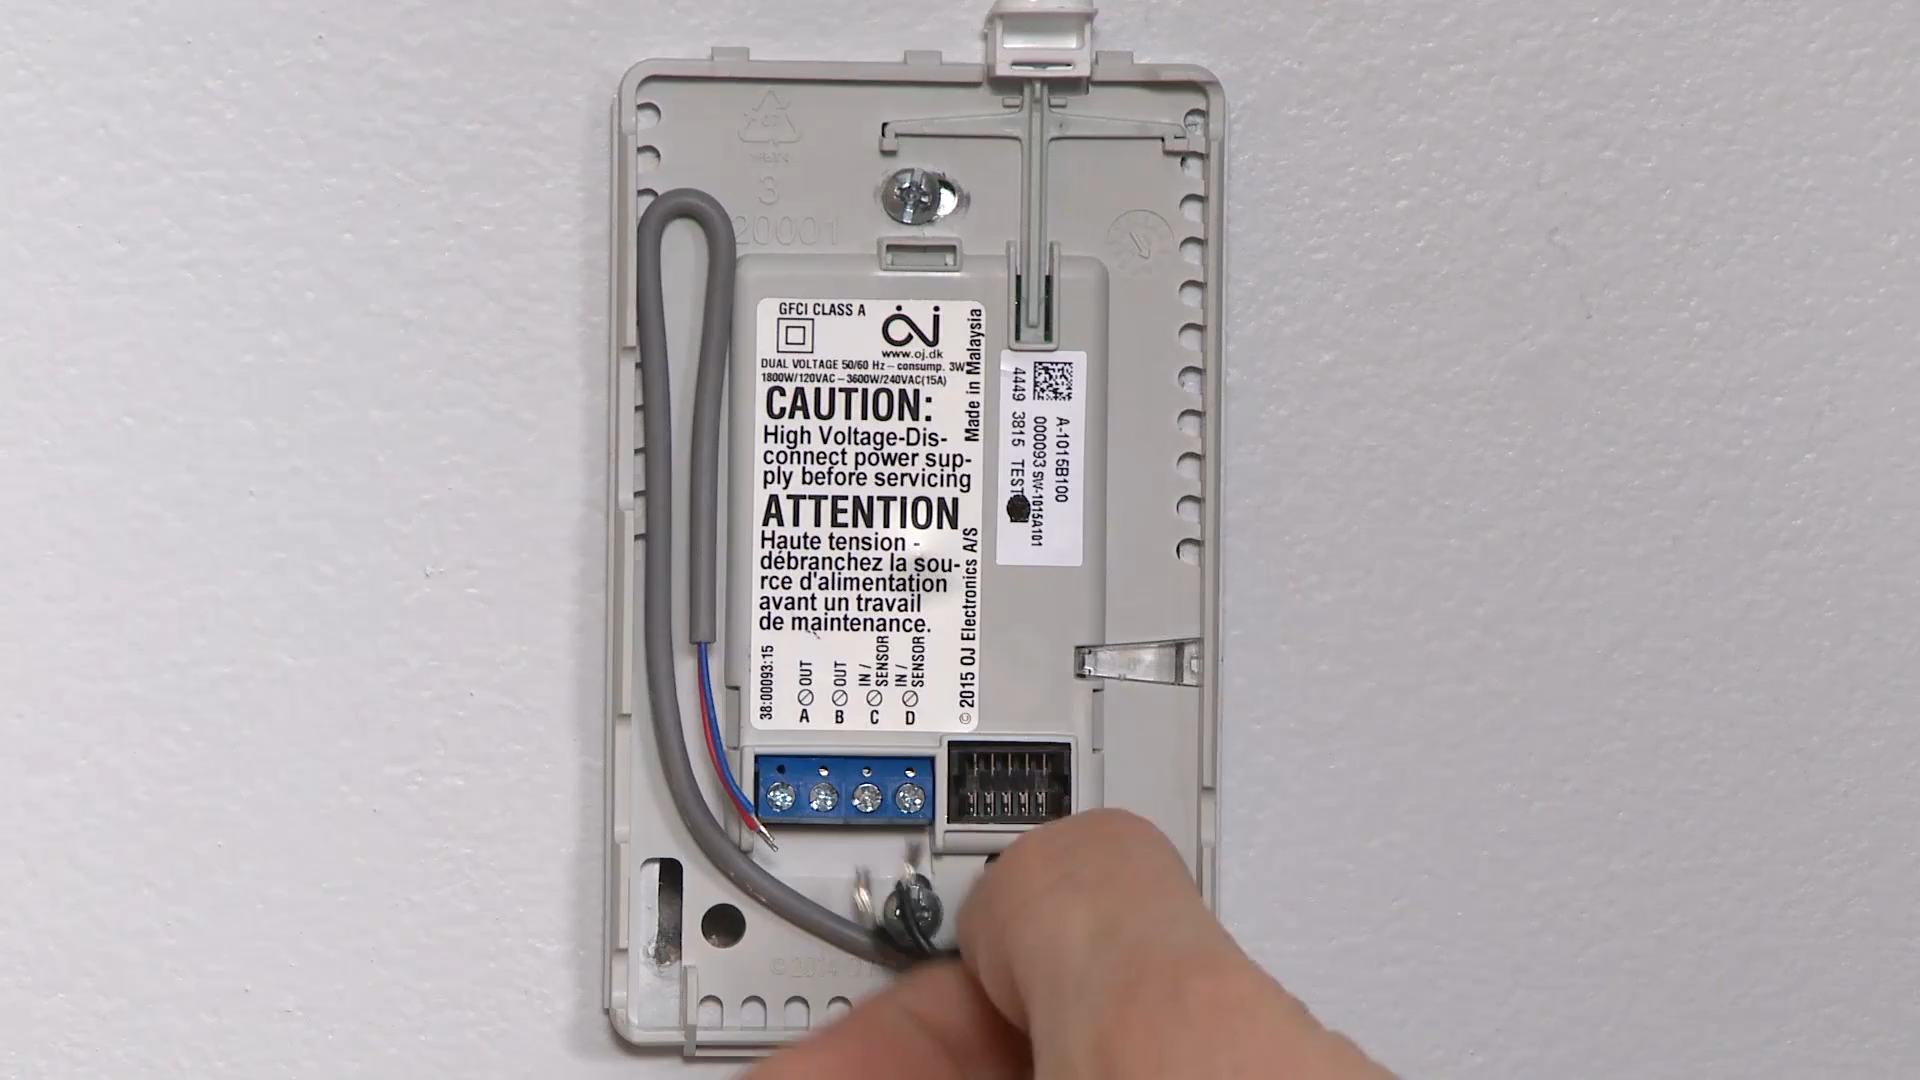 3
20001
GFCI CLASS A
www.oj.dk
DUAL VOLTAGE 50/60 Hz – consump. 3W
1800W/120VAC – 3600W/240VAC(15A)
CAUTION:
High Voltage-Dis-
connect power sup-
ply before servicing
ATTENTION
Haute tension -
débranchez la sou-
rce d'alimentation
avant un travail
de maintenance.
38:000093:15
OUT
OUT
IN /
SENSOR
IN /
SENSOR
A B C D
Made in Malaysia
© 2015 OJ Electronics A/S
A-1015B100
000093 SW-1015A101
4449 3815 TEST